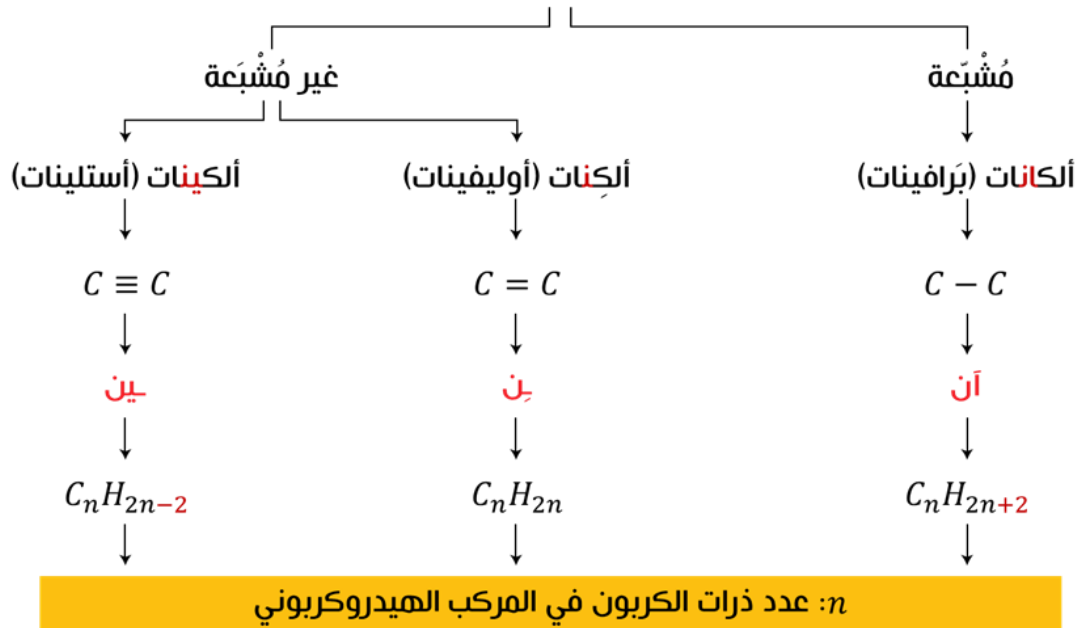 مُشْبّعة
غير مُشْبَعة
ألكانات (بَرافينات)
ألكِنات (أوليفينات)
ألكينات (أستلينات)
C − C
C = C
C ≡ C
آن
ـِن
ـين
CₙH₂ₙ₊₂
CₙH₂ₙ
CₙH₂ₙ₋₂
n: عدد ذرات الكربون في المركب الهيدروكربوني